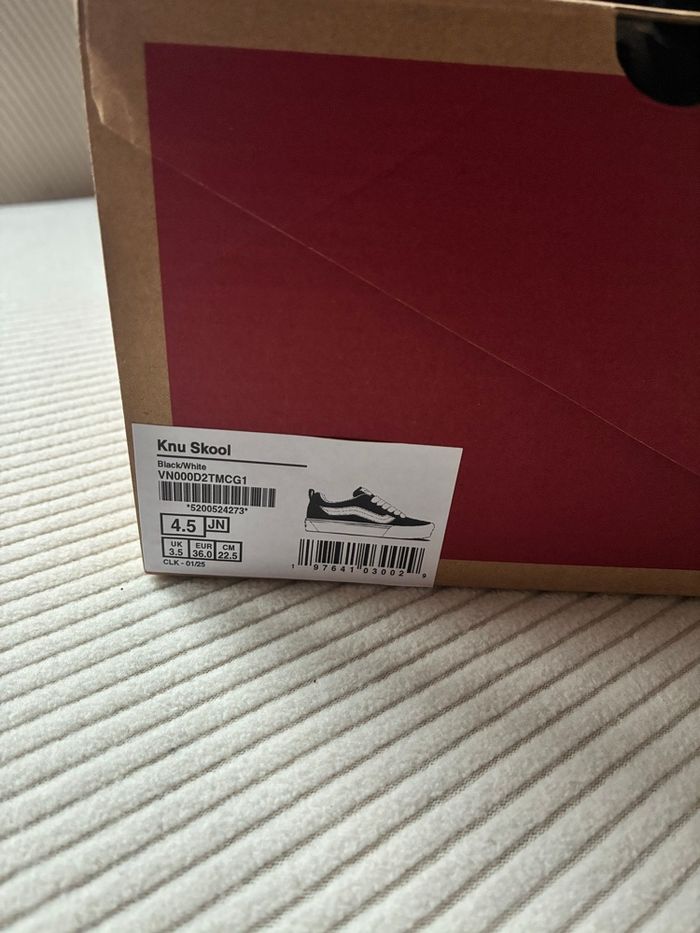 Knu Skool
Black/White
VN000D2TMCG1
*5200524273*
4.5 JN
UK EUR CM
3.5 36.0 22.5
CLK - 01/25
1 97641 03002 9